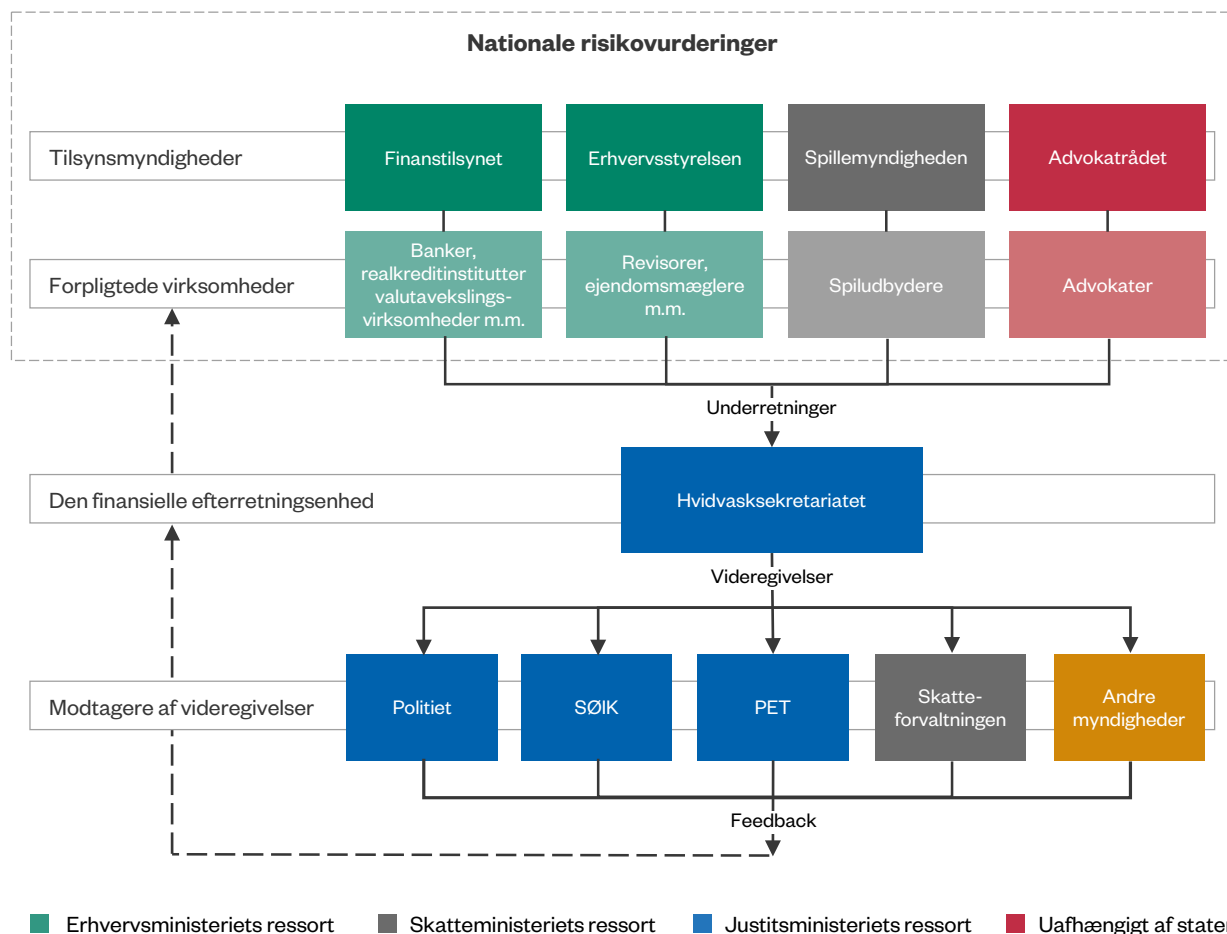 Nationale risikovurderinger
Tilsynsmyndigheder
Finanstilsynet
Erhvervsstyrelsen
Spillemyndigheden
Advokatrådet
Forpligtede virksomheder
Banker,
realkreditinstitutter
valutavekslings-
virksomheder m.m.
Revisorer,
ejendomsmæglere
m.m.
Spiludbydere
Advokater
Underretninger
Den finansielle efterretningsenhed
Hvidvasksekretariatet
Videregivelser
Modtagere af videregivelser
Politiet
SØIK
PET
Skatte-
forvaltningen
Andre
myndigheder
Feedback
Erhvervsministeriets ressort
Skatteministeriets ressort
Justitsministeriets ressort
Uafhængigt af